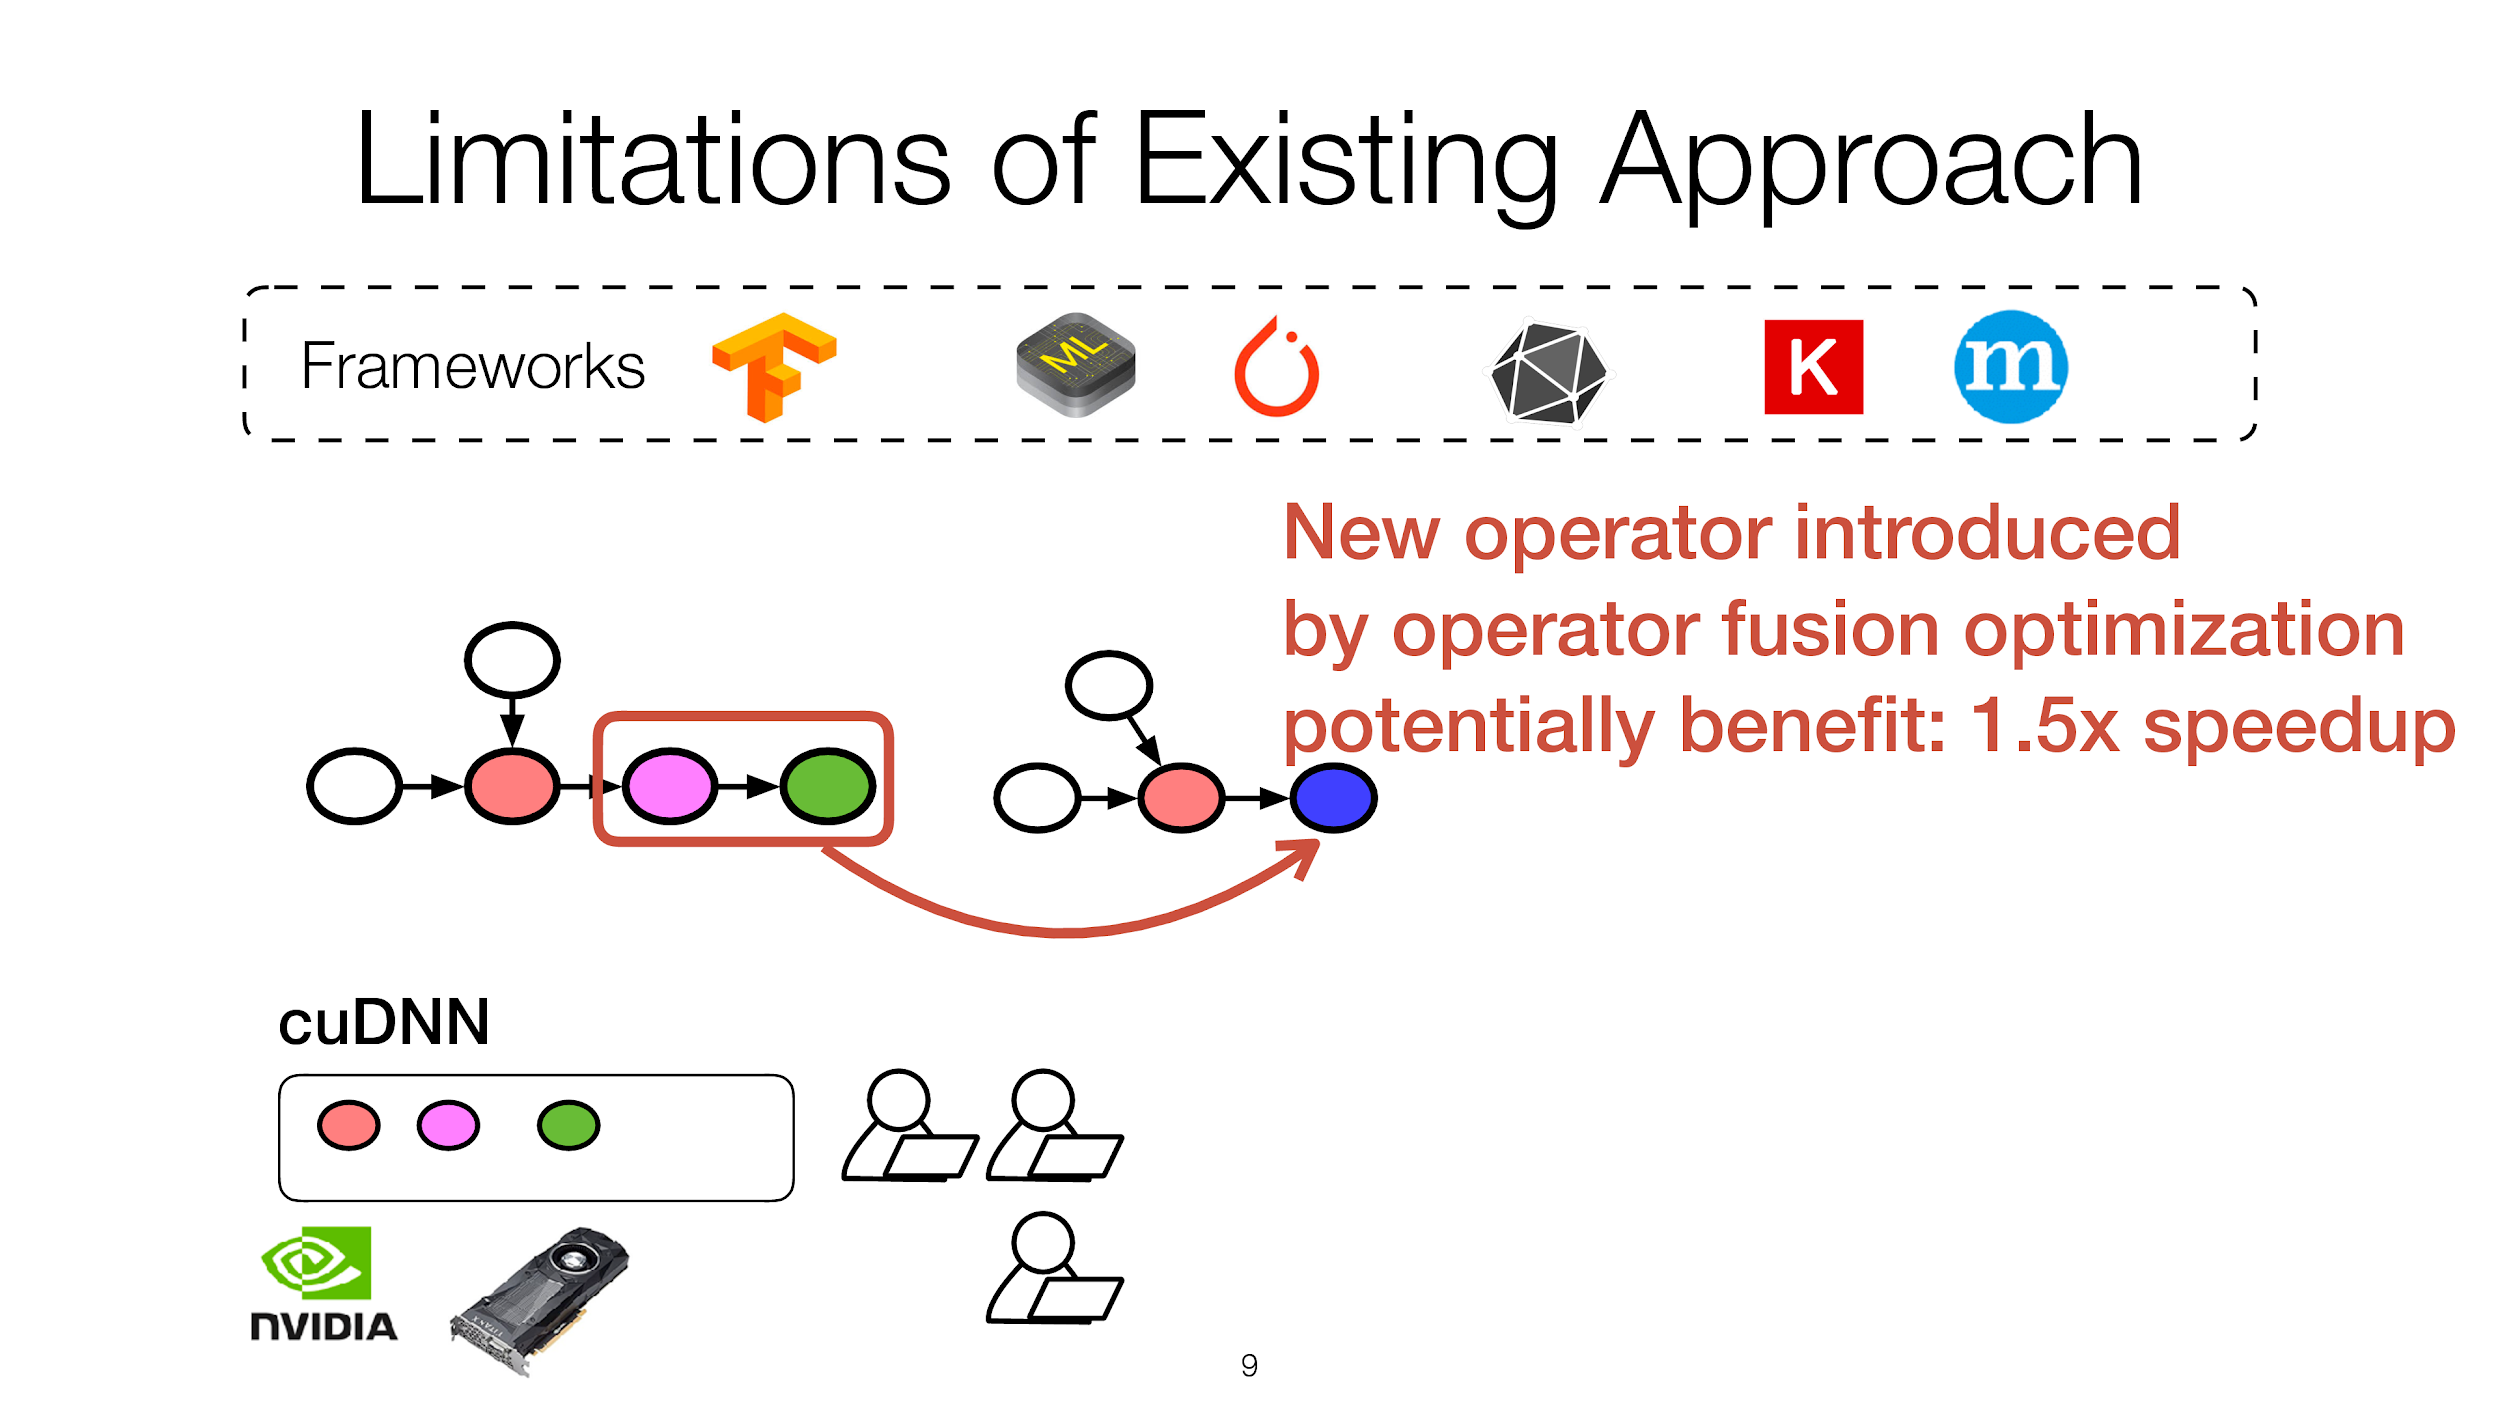 Limitations of Existing Approach
Frameworks
ML
K
m
New operator introduced
by operator fusion optimization
potentially benefit: 1.5x speedup
cuDNN
NVIDIA
TITAN X
9